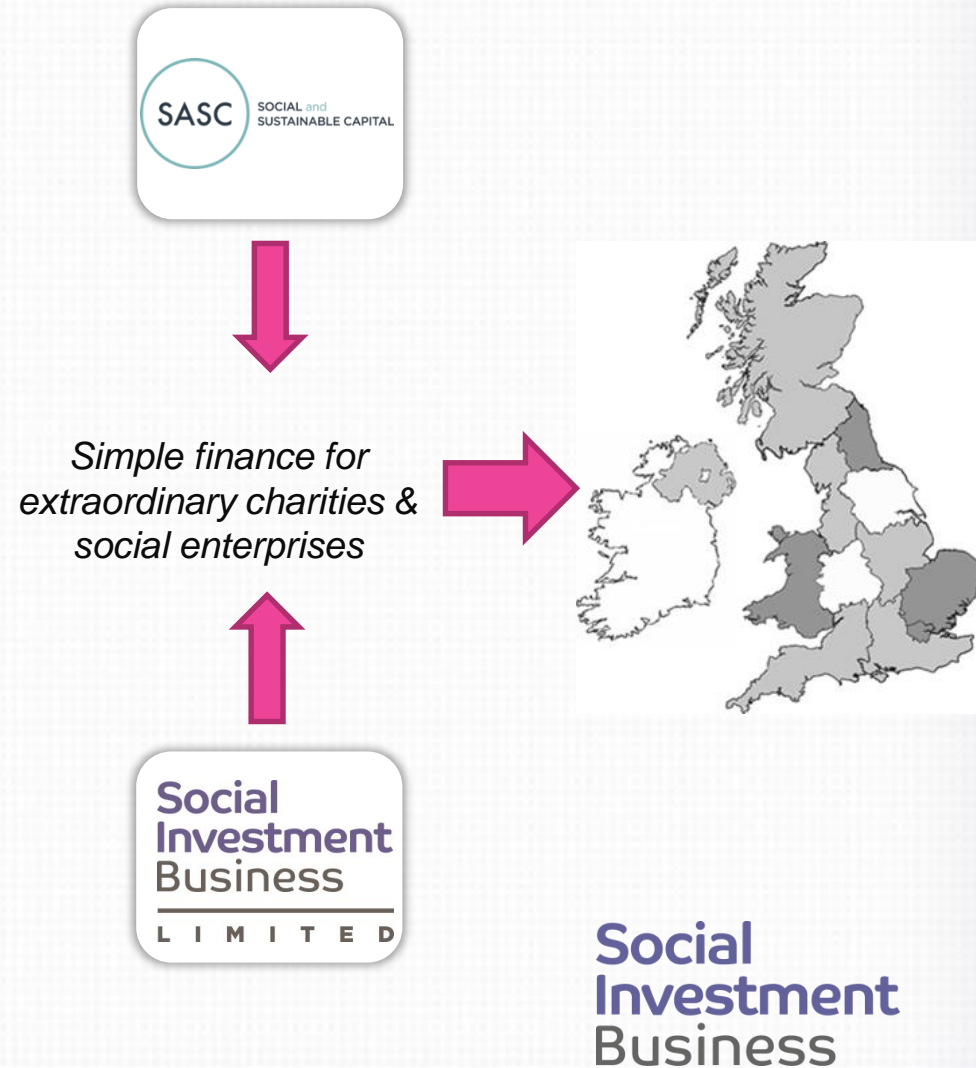 SASC
SOCIAL and
SUSTAINABLE CAPITAL
Simple finance for
extraordinary charities &
social enterprises
Social
Investment
Business
LIMITED
Social
Investment
Business